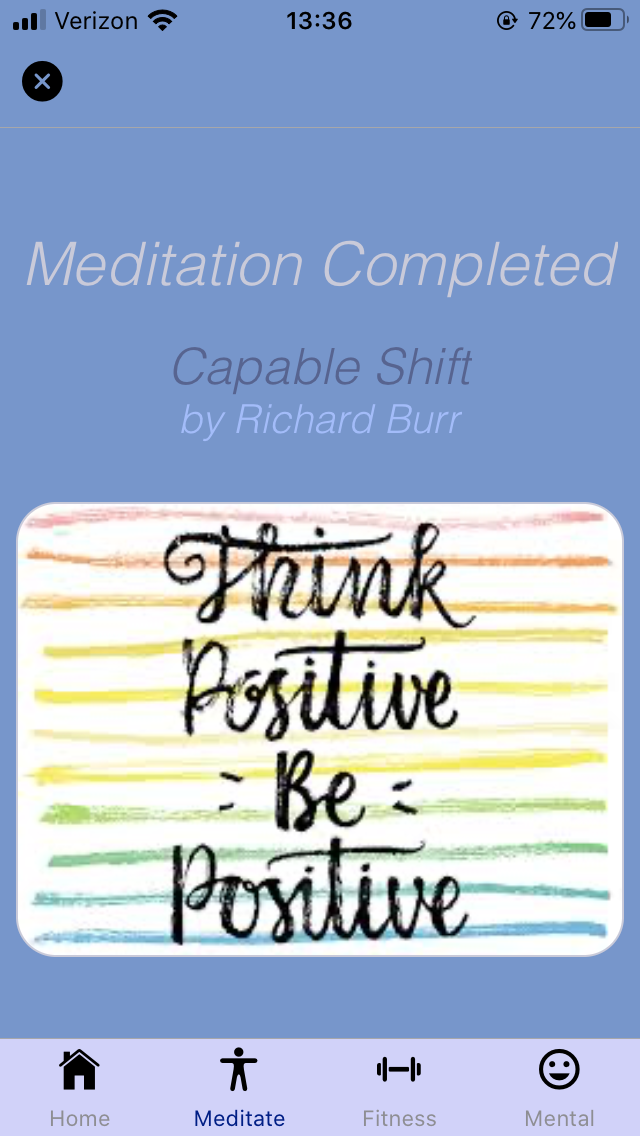 Verizon 13:36 72%
Meditation Completed
Capable Shift
by Richard Burr
Think
Positive
Be
Positive
Home Meditate Fitness Mental